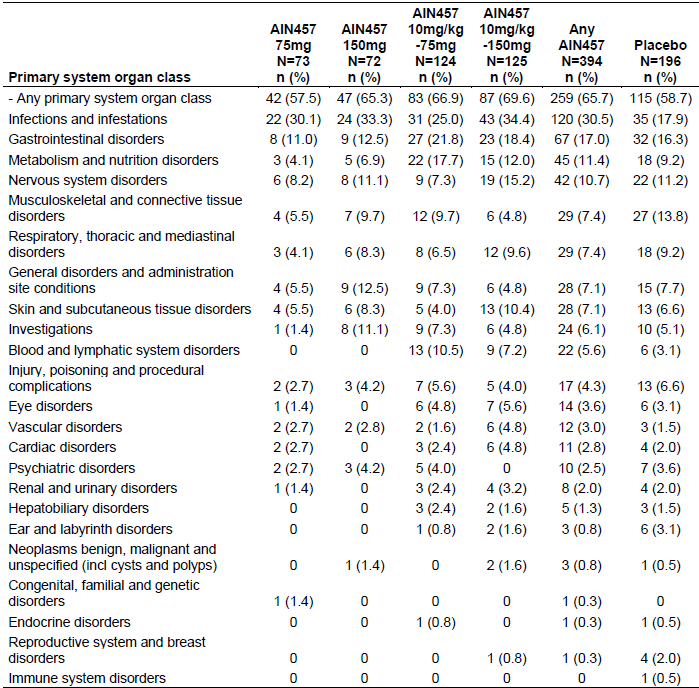 AIN457 AIN457
AIN457 AIN457 10mg/kg 10mg/kg Any
75mg 150mg -75mg -150mg AIN457 Placebo
N=73 N=72 N=124 N=125 N=394 N=196
Primary system organ class n (%) n (%) n (%) n (%) n (%) n (%)
- Any primary system organ class 42 (57.5) 47 (65.3) 83 (66.9) 87 (69.6) 259 (65.7) 115 (58.7)
Infections and infestations 22 (30.1) 24 (33.3) 31 (25.0) 43 (34.4) 120 (30.5) 35 (17.9)
Gastrointestinal disorders 8 (11.0) 9 (12.5) 27 (21.8) 23 (18.4) 67 (17.0) 32 (16.3)
Metabolism and nutrition disorders 3 (4.1) 5 (6.9) 22 (17.7) 15 (12.0) 45 (11.4) 18 (9.2)
Nervous system disorders 6 (8.2) 8 (11.1) 9 (7.3) 19 (15.2) 42 (10.7) 22 (11.2)
Musculoskeletal and connective tissue
disorders 4 (5.5) 7 (9.7) 12 (9.7) 6 (4.8) 29 (7.4) 27 (13.8)
Respiratory, thoracic and mediastinal
disorders 3 (4.1) 6 (8.3) 8 (6.5) 12 (9.6) 29 (7.4) 18 (9.2)
General disorders and administration
site conditions 4 (5.5) 9 (12.5) 9 (7.3) 6 (4.8) 28 (7.1) 15 (7.7)
Skin and subcutaneous tissue disorders 4 (5.5) 6 (8.3) 5 (4.0) 13 (10.4) 28 (7.1) 13 (6.6)
Investigations 1 (1.4) 8 (11.1) 9 (7.3) 6 (4.8) 24 (6.1) 10 (5.1)
Blood and lymphatic system disorders 0 0 13 (10.5) 9 (7.2) 22 (5.6) 6 (3.1)
Injury, poisoning and procedural
complications 2 (2.7) 3 (4.2) 7 (5.6) 5 (4.0) 17 (4.3) 13 (6.6)
Eye disorders 1 (1.4) 0 6 (4.8) 7 (5.6) 14 (3.6) 6 (3.1)
Vascular disorders 2 (2.7) 2 (2.8) 2 (1.6) 6 (4.8) 12 (3.0) 3 (1.5)
Cardiac disorders 2 (2.7) 0 3 (2.4) 6 (4.8) 11 (2.8) 4 (2.0)
Psychiatric disorders 2 (2.7) 3 (4.2) 5 (4.0) 0 10 (2.5) 7 (3.6)
Renal and urinary disorders 1 (1.4) 0 3 (2.4) 4 (3.2) 8 (2.0) 4 (2.0)
Hepatobiliary disorders 0 0 3 (2.4) 2 (1.6) 5 (1.3) 3 (1.5)
Ear and labyrinth disorders 0 0 1 (0.8) 2 (1.6) 3 (0.8) 6 (3.1)
Neoplasms benign, malignant and
unspecified (incl cysts and polyps) 0 1 (1.4) 0 2 (1.6) 3 (0.8) 1 (0.5)
Congenital, familial and genetic
disorders 1 (1.4) 0 0 0 1 (0.3) 0
Endocrine disorders 0 0 1 (0.8) 0 1 (0.3) 1 (0.5)
Reproductive system and breast
disorders 0 0 0 1 (0.8) 1 (0.3) 4 (2.0)
Immune system disorders 0 0 0 0 0 1 (0.5)